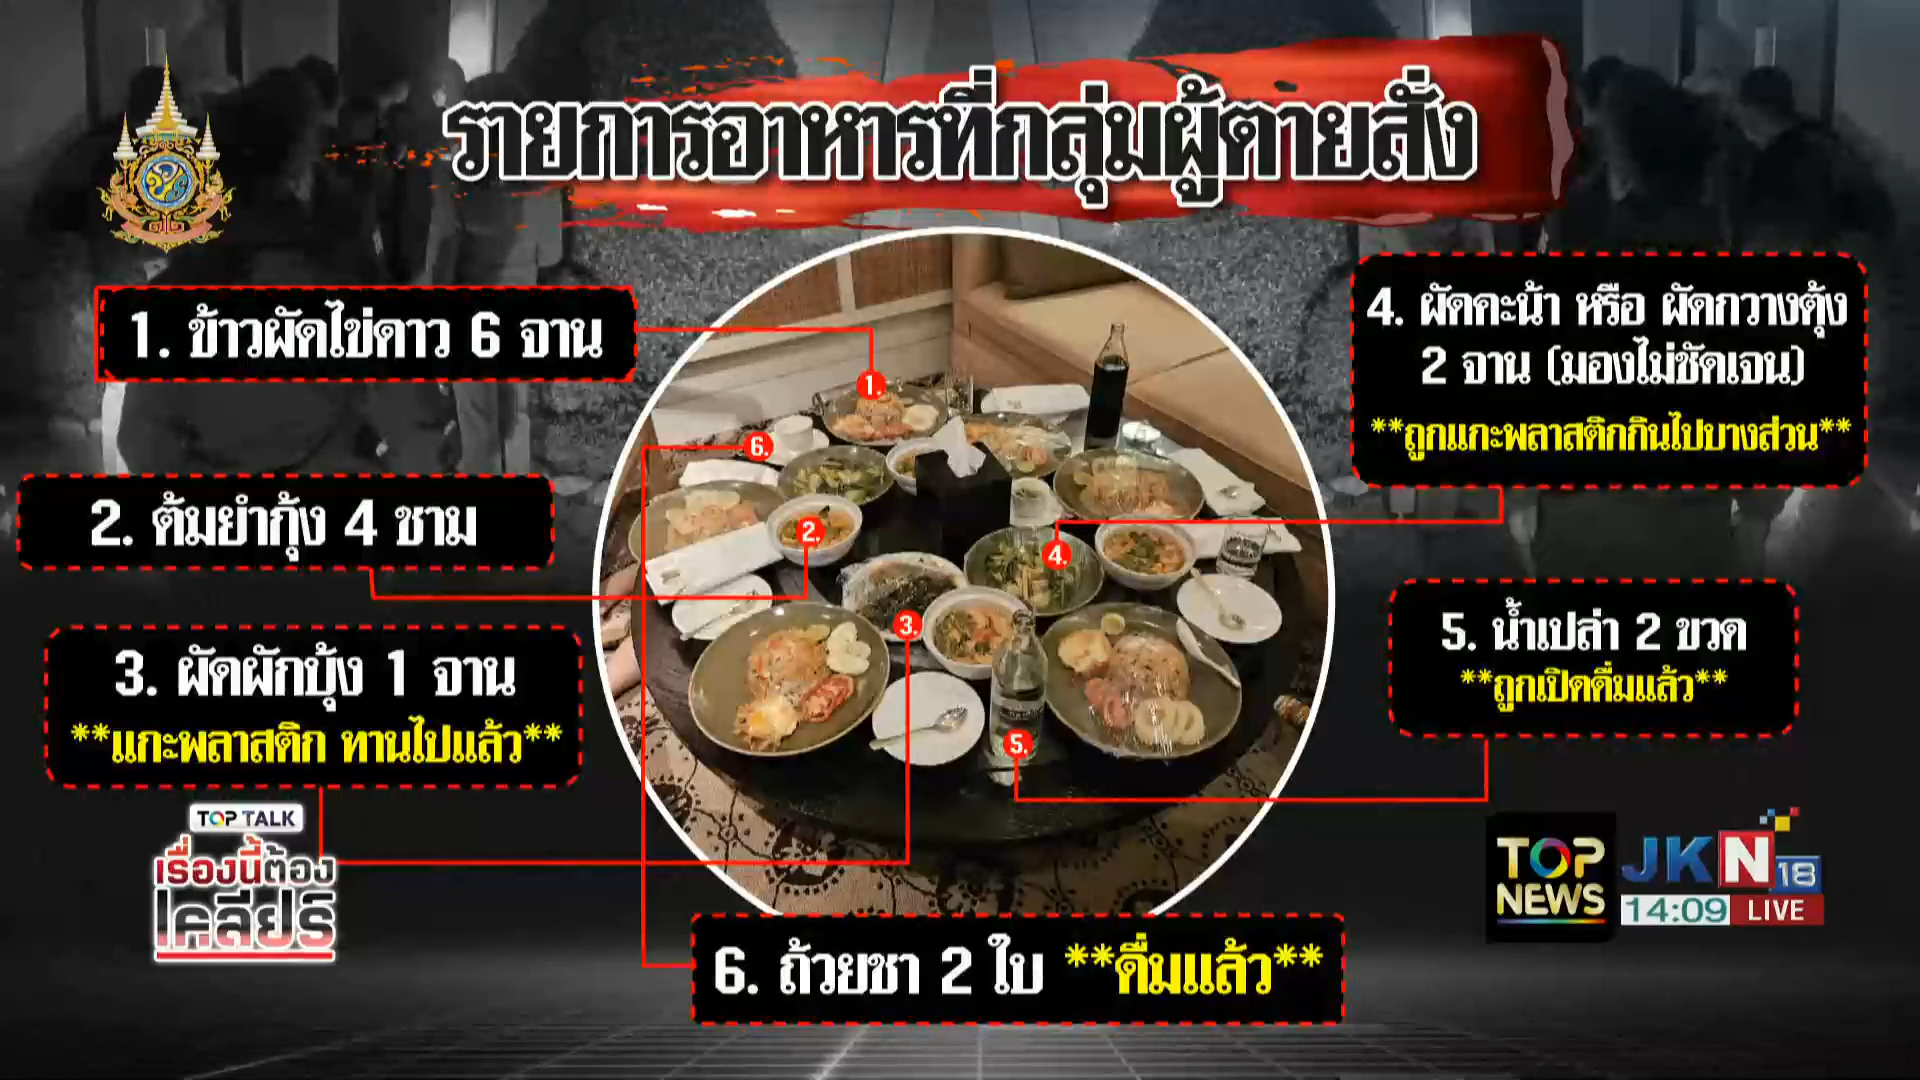 รายการอาหารที่กลุ่มผู้ตายสั่ง
1. ข้าวผัดไข่ดาว 6 จาน
2. ต้มยำกุ้ง 4 ชาม
3. ผัดผักบุ้ง 1 จาน
**แกะพลาสติก ทานไปแล้ว**
4. ผัดคะน้า หรือ ผัดกวางตุ้ง
2 จาน (มองไม่ชัดเจน)
**ถูกแกะพลาสติกกินไปบางส่วน**
5. น้ำเปล่า 2 ขวด
**ถูกเปิดดื่มแล้ว**
6. ถ้วยชา 2 ใบ **ดื่มแล้ว**
1.
6.
2.
4.
3.
5.
TOP TALK
เรื่องนี้ต้อง
เคลียร์
TOP
NEWS
JKN 18
14:09 LIVE